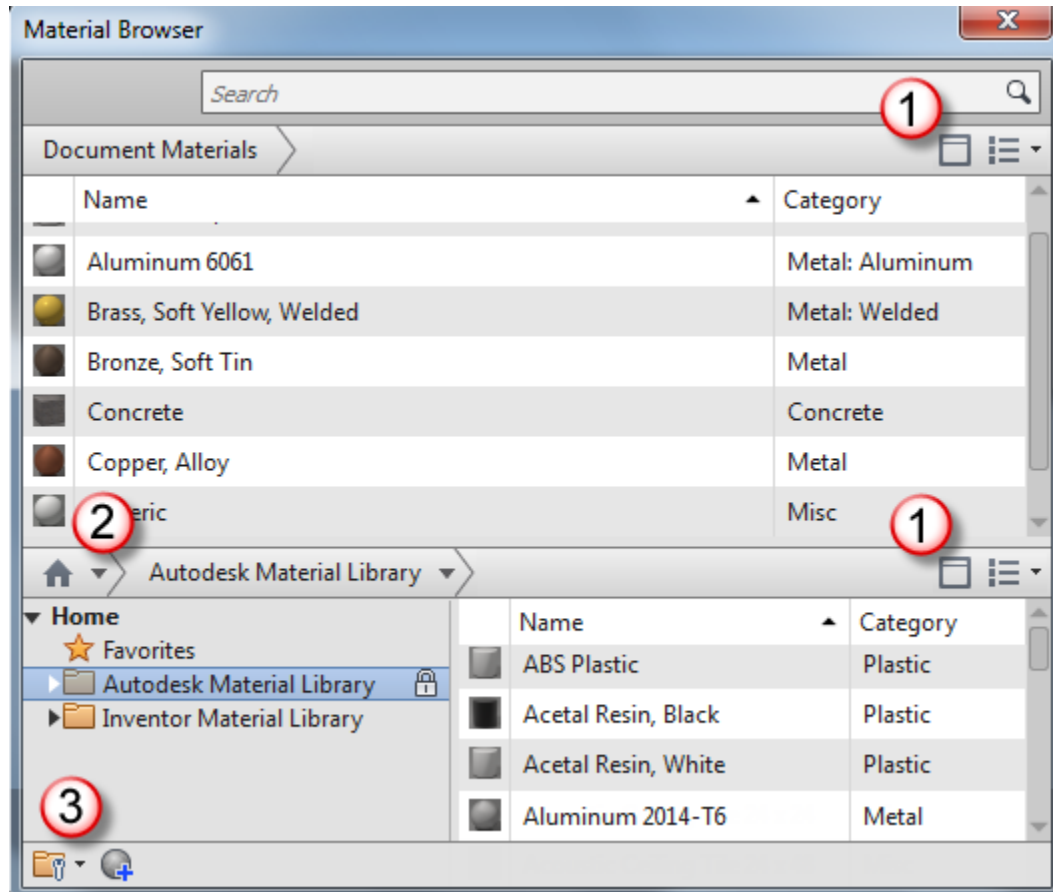 Material Browser
Search
1
Document Materials
Name Category
Aluminum 6061 Metal: Aluminum
Brass, Soft Yellow, Welded Metal: Welded
Bronze, Soft Tin Metal
Concrete Concrete
Copper, Alloy Metal
eric Misc
2
1
Autodesk Material Library
Home
Favorites
Autodesk Material Library
Inventor Material Library
Name Category
ABS Plastic Plastic
Acetal Resin, Black Plastic
Acetal Resin, White Plastic
Aluminum 2014-T6 Metal
3